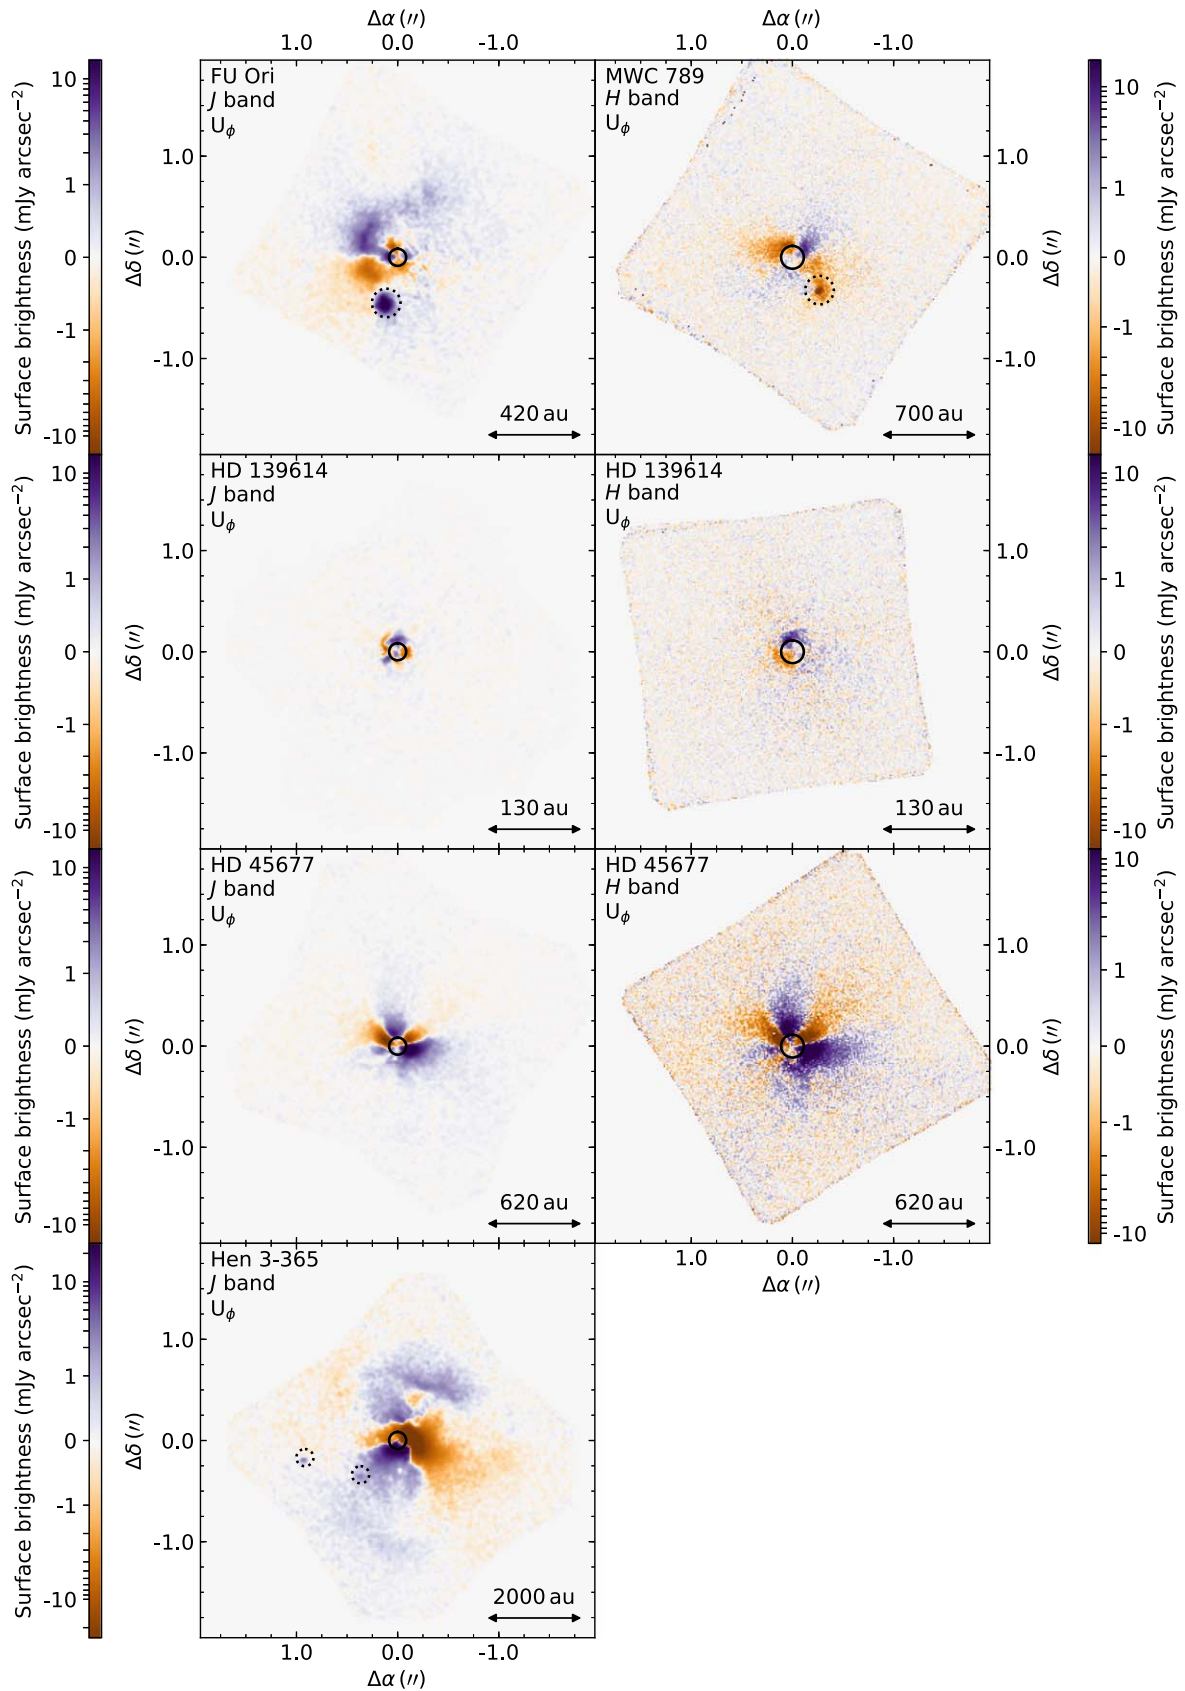 Δα (″)
Δα (″)
1.0 0.0 -1.0
1.0 0.0 -1.0
FU Ori
J band
Uϕ
1.0
0.0
-1.0
Δδ (″)
420 au
10
1
0
-1
-10
Surface brightness (mJy arcsec⁻²)
MWC 789
H band
Uϕ
1.0
0.0
-1.0
Δδ (″)
700 au
10
1
0
-1
-10
Surface brightness (mJy arcsec⁻²)
HD 139614
J band
Uϕ
1.0
0.0
-1.0
Δδ (″)
130 au
10
1
0
-1
-10
Surface brightness (mJy arcsec⁻²)
HD 139614
H band
Uϕ
1.0
0.0
-1.0
Δδ (″)
130 au
10
1
0
-1
-10
Surface brightness (mJy arcsec⁻²)
HD 45677
J band
Uϕ
1.0
0.0
-1.0
Δδ (″)
620 au
10
1
0
-1
-10
Surface brightness (mJy arcsec⁻²)
HD 45677
H band
Uϕ
1.0
0.0
-1.0
Δδ (″)
620 au
10
1
0
-1
-10
Surface brightness (mJy arcsec⁻²)
1.0 0.0 -1.0
Δα (″)
Hen 3-365
J band
Uϕ
1.0
0.0
-1.0
Δδ (″)
2000 au
10
1
0
-1
-10
Surface brightness (mJy arcsec⁻²)
1.0 0.0 -1.0
Δα (″)